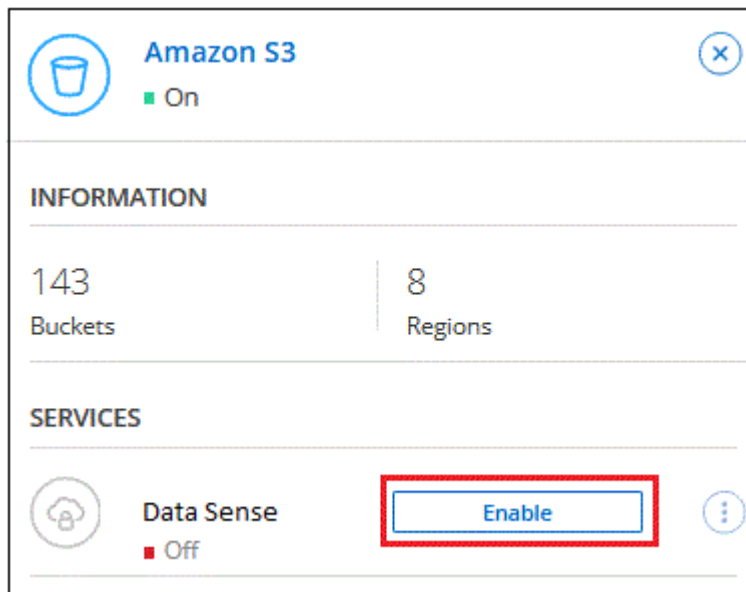 Amazon S3
On
INFORMATION
143 8
Buckets Regions
SERVICES
Data Sense Enable
Off